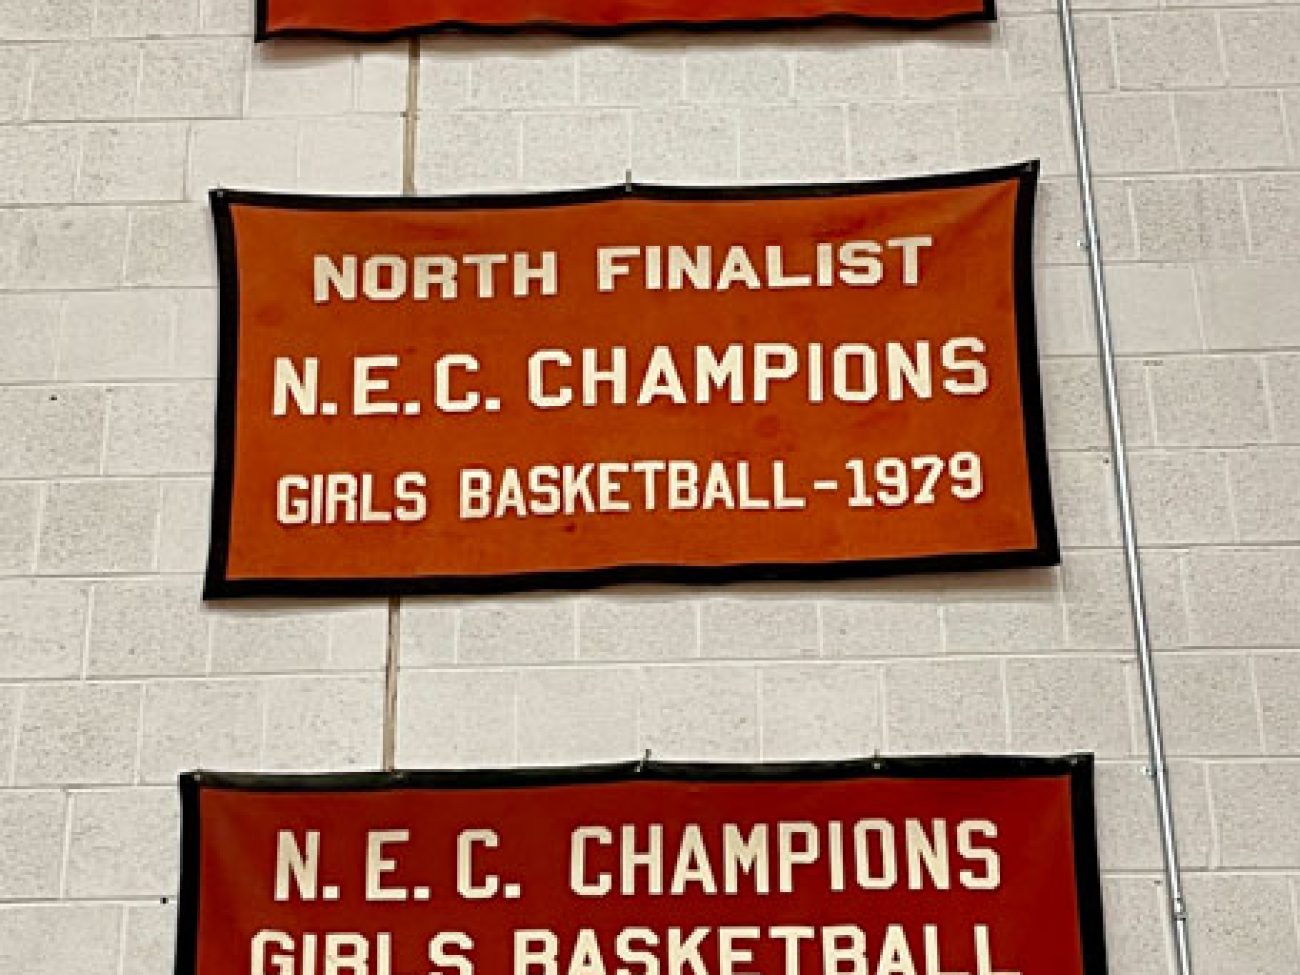 NORTH FINALIST
N.E.C. CHAMPIONS
GIRLS BASKETBALL-1979
N.E.C. CHAMPIONS
GIRLS BASKETBALL